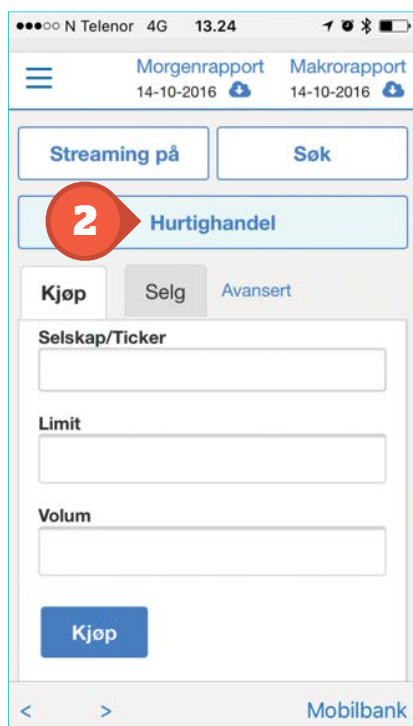 N Telenor 4G 13.24
Morgenrapport Makrorapport
14-10-2016 14-10-2016
Streaming på Søk
2 Hurtighandel
Kjøp Selg Avansert
Selskap/Ticker
Limit
Volum
Kjøp
< > Mobilbank